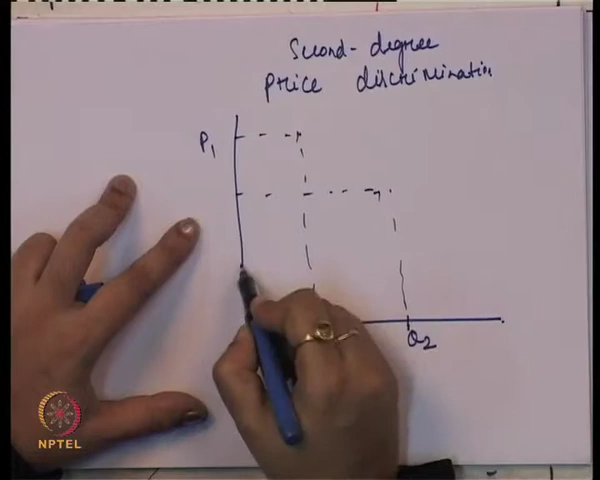 Second-degree
Price discrimination
P1
Q2
NPTEL